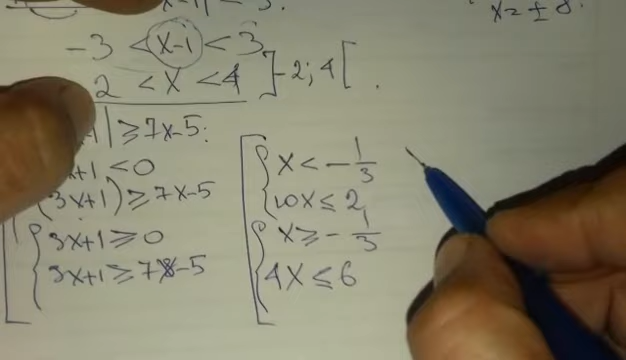 x = ± 8.
-3 < x-1 < 3
2 < x < 4 ]-2; 4[ .
| ≥ 7x-5:
x+1 < 0
(3x+1) ≥ 7x-5
3x+1 ≥ 0
3x+1 ≥ 7x-5
x < -1/3
10x ≤ 2
x ≥ -1/3
4x ≤ 6